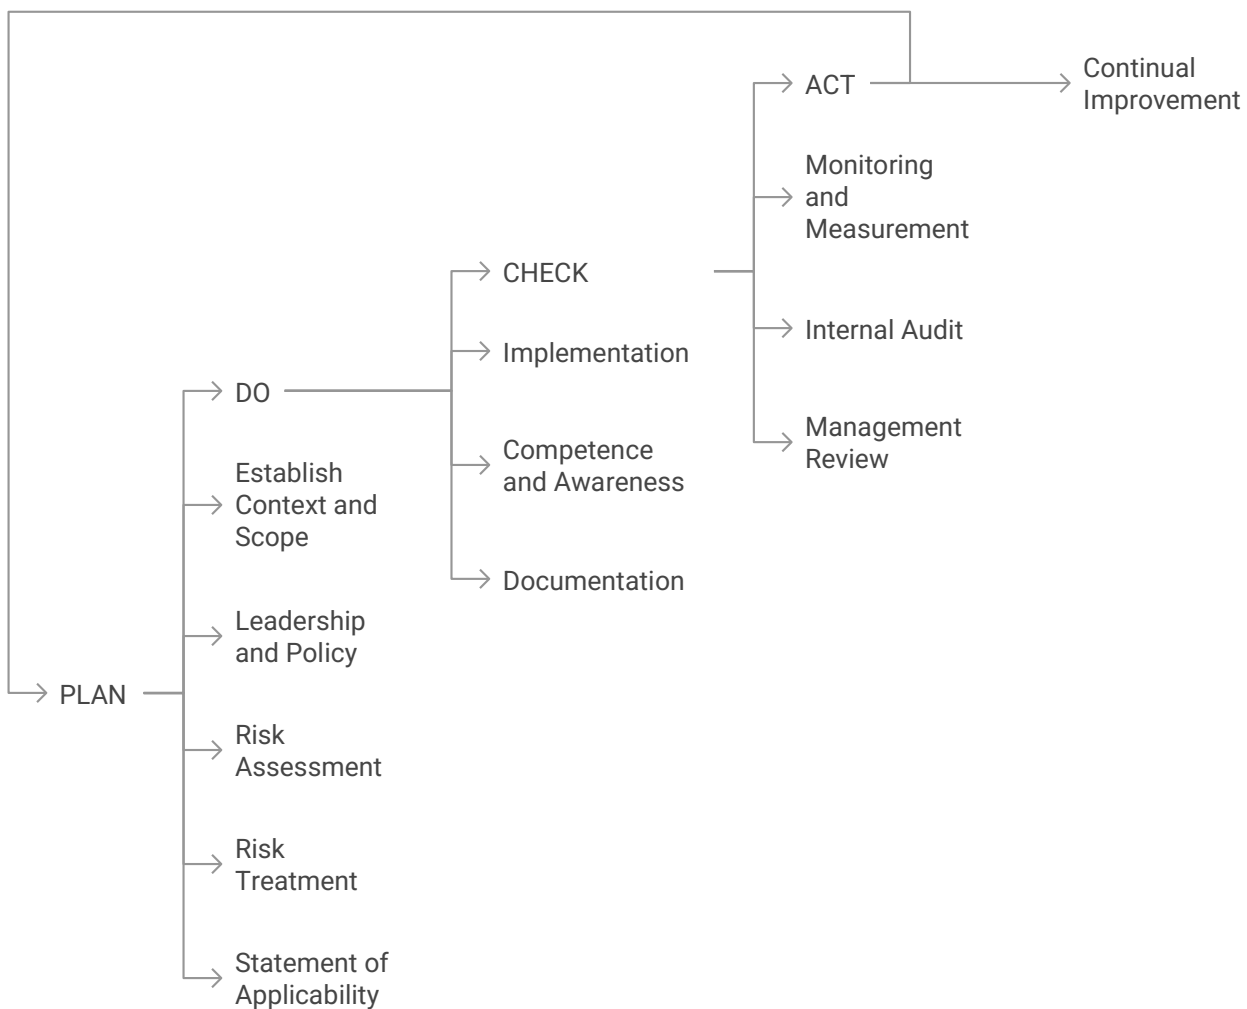 PLAN
DO
Establish
Context and
Scope
Leadership
and Policy
Risk
Assessment
Risk
Treatment
Statement of
Applicability
CHECK
Implementation
Competence
and Awareness
Documentation
ACT
Monitoring
and
Measurement
Internal Audit
Management
Review
Continual
Improvement